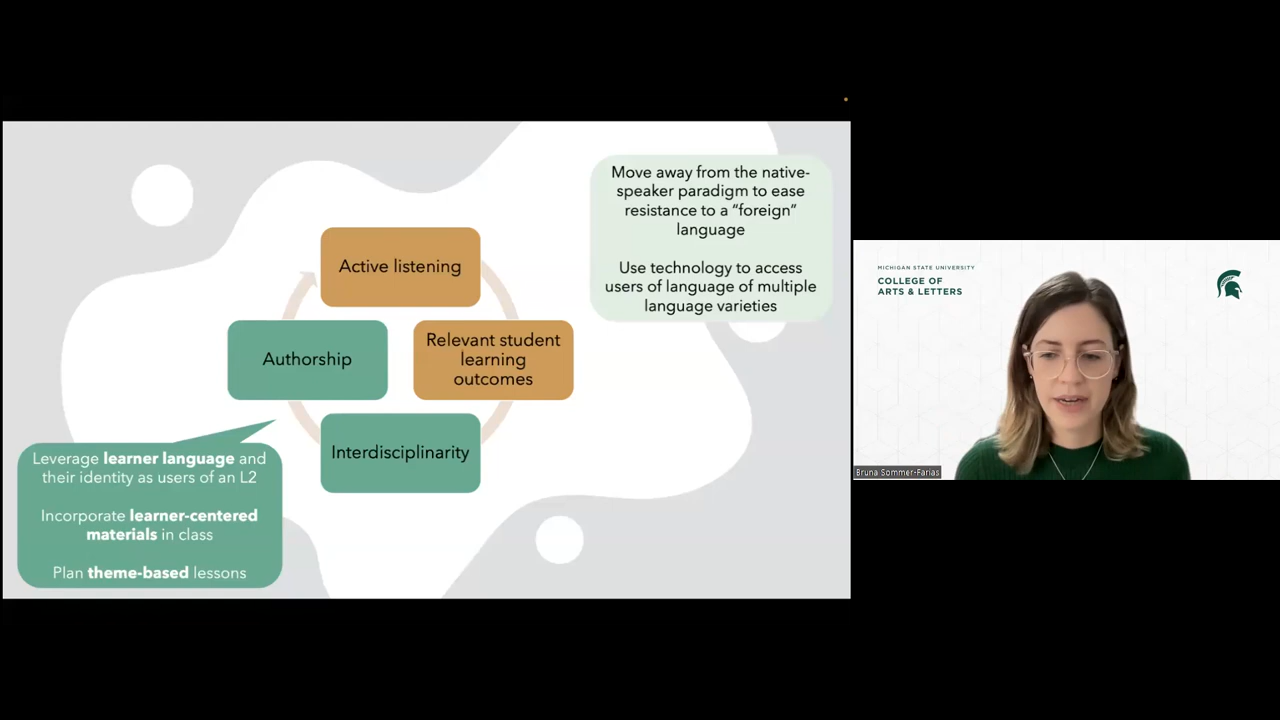 Move away from the native-
speaker paradigm to ease
resistance to a “foreign”
language
Use technology to access
users of language of multiple
language varieties
Active listening
Authorship
Relevant student
learning
outcomes
Interdisciplinarity
Leverage learner language and
their identity as users of an L2
Incorporate learner-centered
materials in class
Plan theme-based lessons
MICHIGAN STATE UNIVERSITY
COLLEGE OF
ARTS & LETTERS
Bruna Sommer-Farias